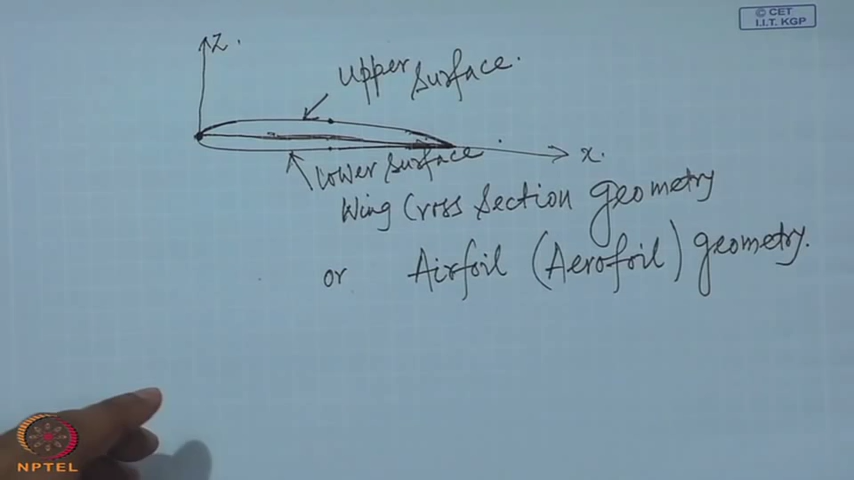 © CET
I.I.T. KGP
Z.
Upper surface.
x.
Lower surface
Wing Cross Section geometry
or Airfoil (Aerofoil) geometry.
NPTEL